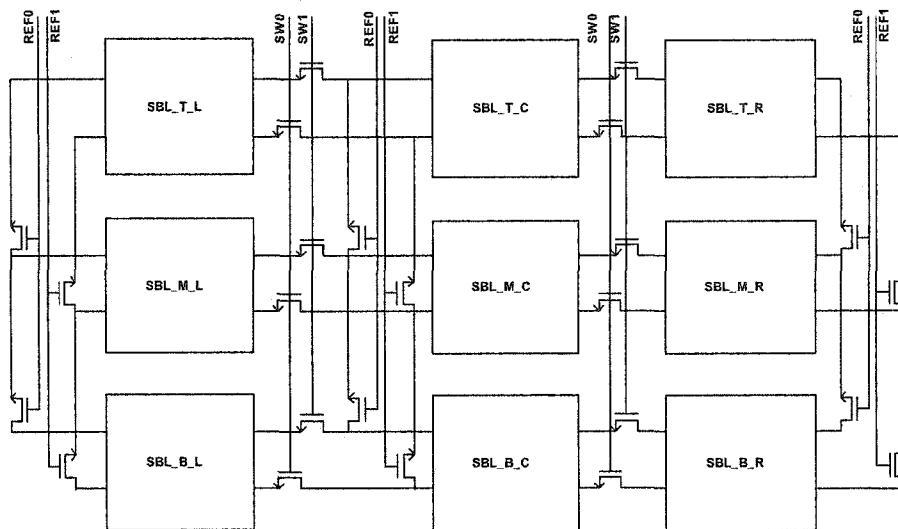 REF0
REF1
SW0
SW1
REF0
REF1
SW0
SW1
REF0
REF1
SBL_T_L
SBL_T_C
SBL_T_R
SBL_M_L
SBL_M_C
SBL_M_R
SBL_B_L
SBL_B_C
SBL_B_R